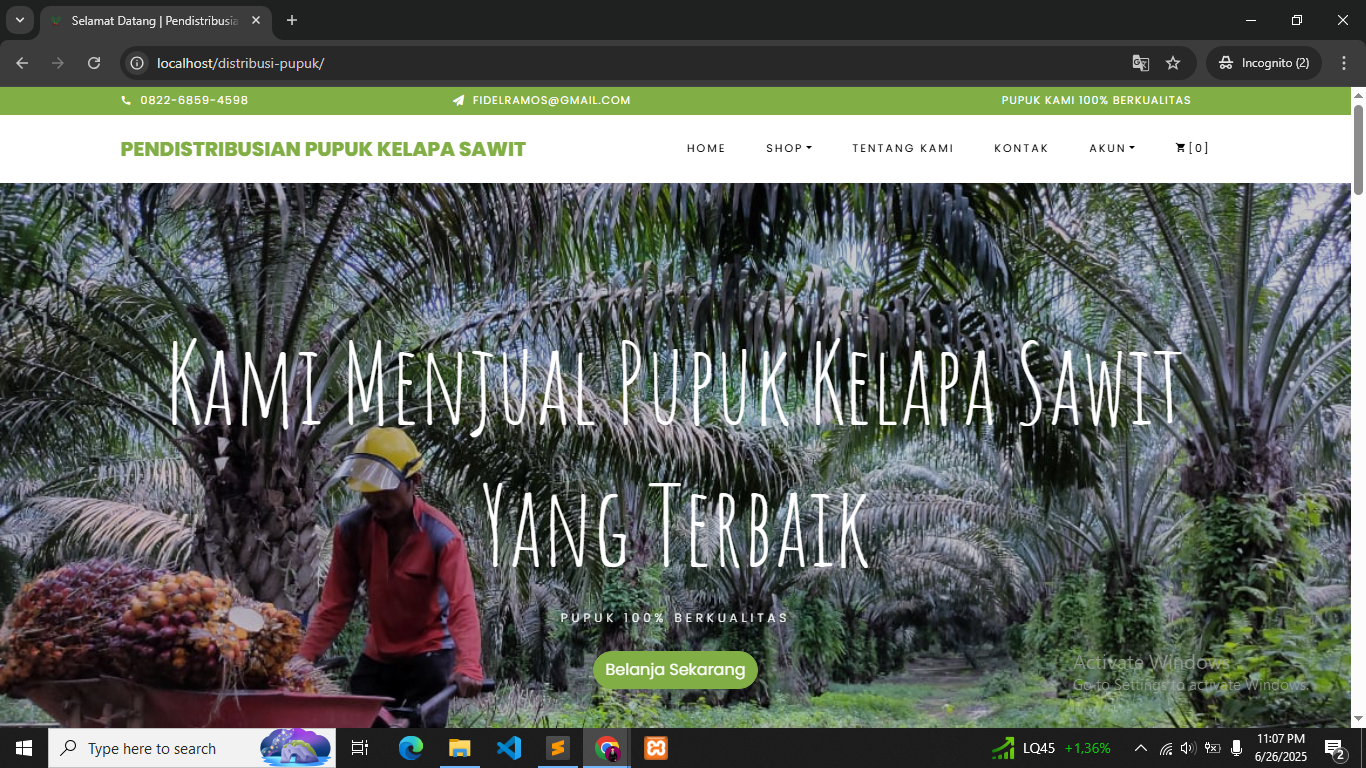 Selamat Datang | Pendistribusia
localhost/distribusi-pupuk/
Incognito (2)
0822-6859-4598
FIDELRAMOS@GMAIL.COM
PUPUK KAMI 100% BERKUALITAS
PENDISTRIBUSIAN PUPUK KELAPA SAWIT
HOME
SHOP
TENTANG KAMI
KONTAK
AKUN
[0]
Kami Menjual Pupuk Kelapa Sawit
Yang Terbaik
PUPUK 100% BERKUALITAS
Belanja Sekarang
Activate Windows
Go to Settings to activate Windows.
Type here to search
LQ45 +1,36%
11:07 PM
6/26/2025
2